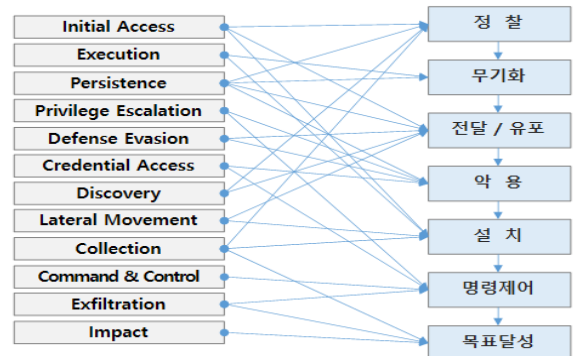 Initial Access
Execution
Persistence
Privilege Escalation
Defense Evasion
Credential Access
Discovery
Lateral Movement
Collection
Command & Control
Exfiltration
Impact
정 찰
무기화
전달 / 유포
악 용
설 치
명령제어
목표달성